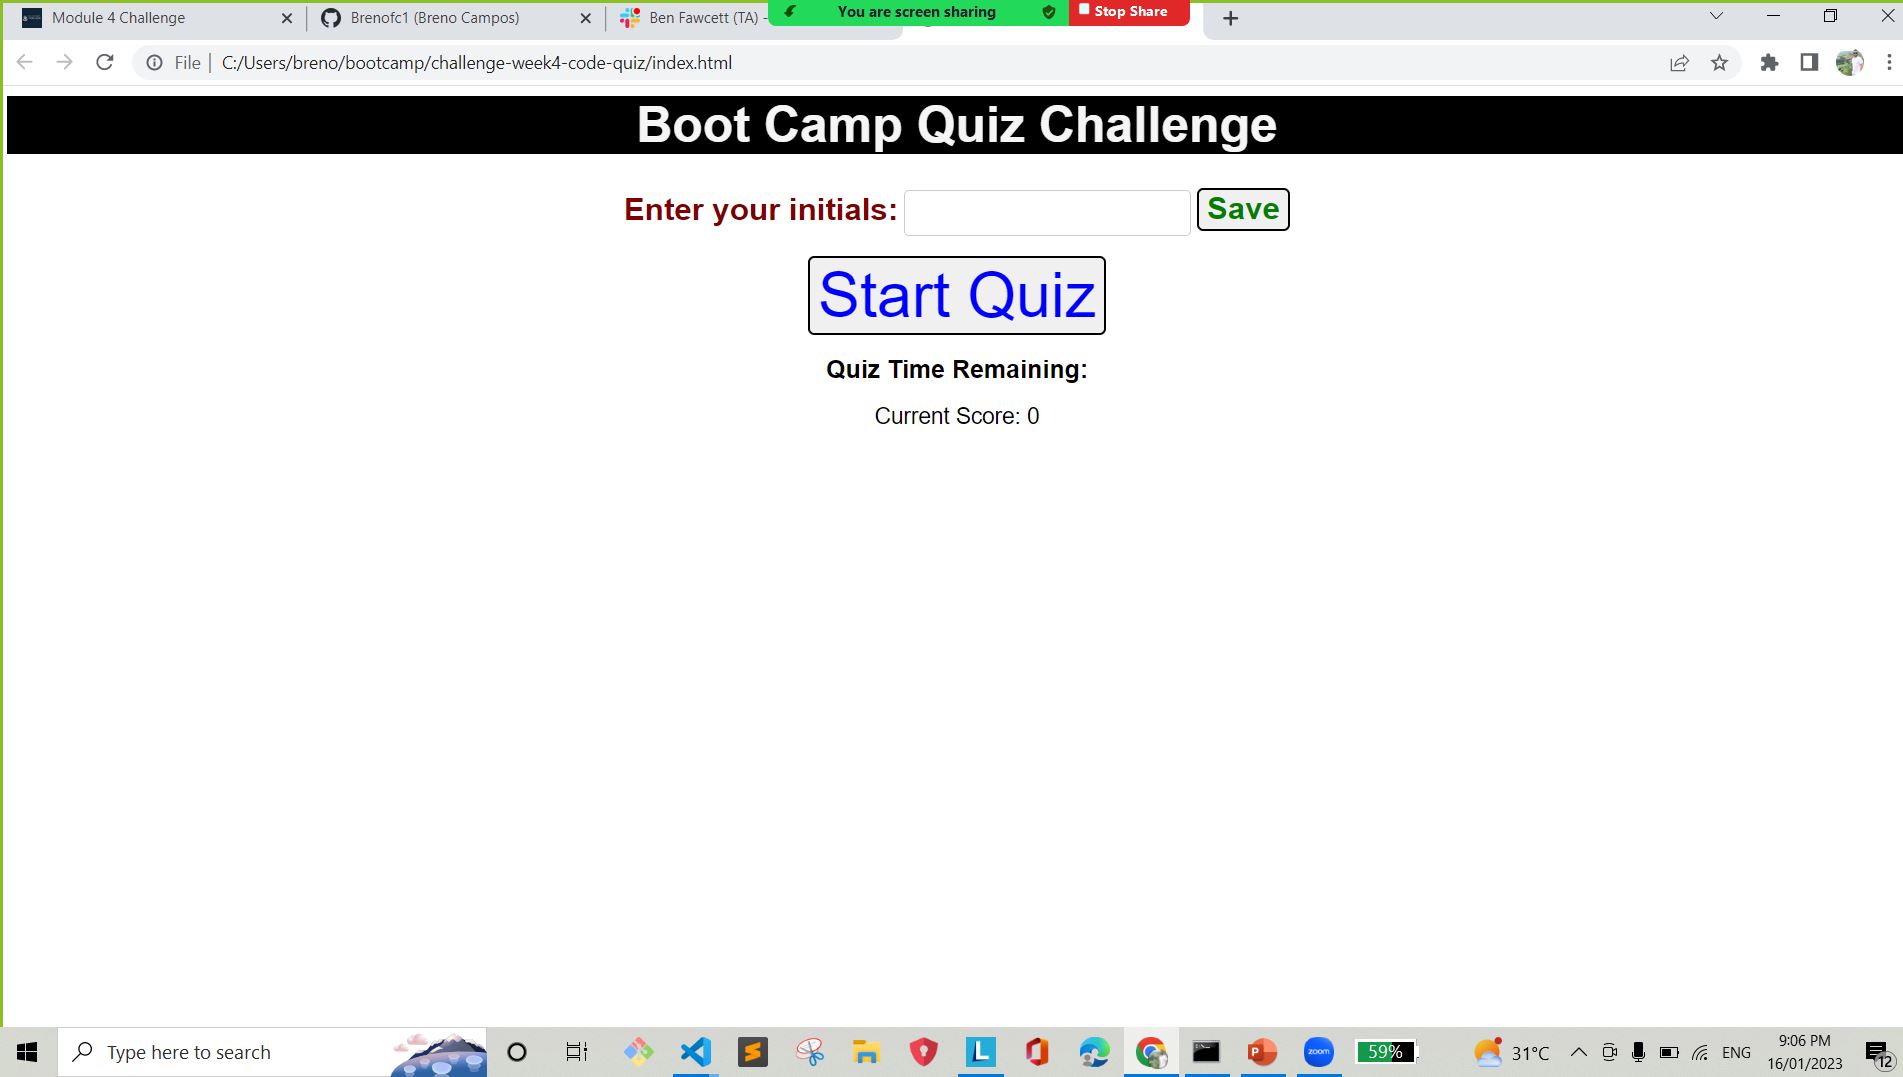 Module 4 Challenge
Brenofc1 (Breno Campos)
Ben Fawcett (TA) -
You are screen sharing
Stop Share
File
C:/Users/breno/bootcamp/challenge-week4-code-quiz/index.html
Boot Camp Quiz Challenge
Enter your initials:
Save
Start Quiz
Quiz Time Remaining:
Current Score: 0
Type here to search
S
L
P
zoom
59%
31°C
ENG
9:06 PM
16/01/2023
12